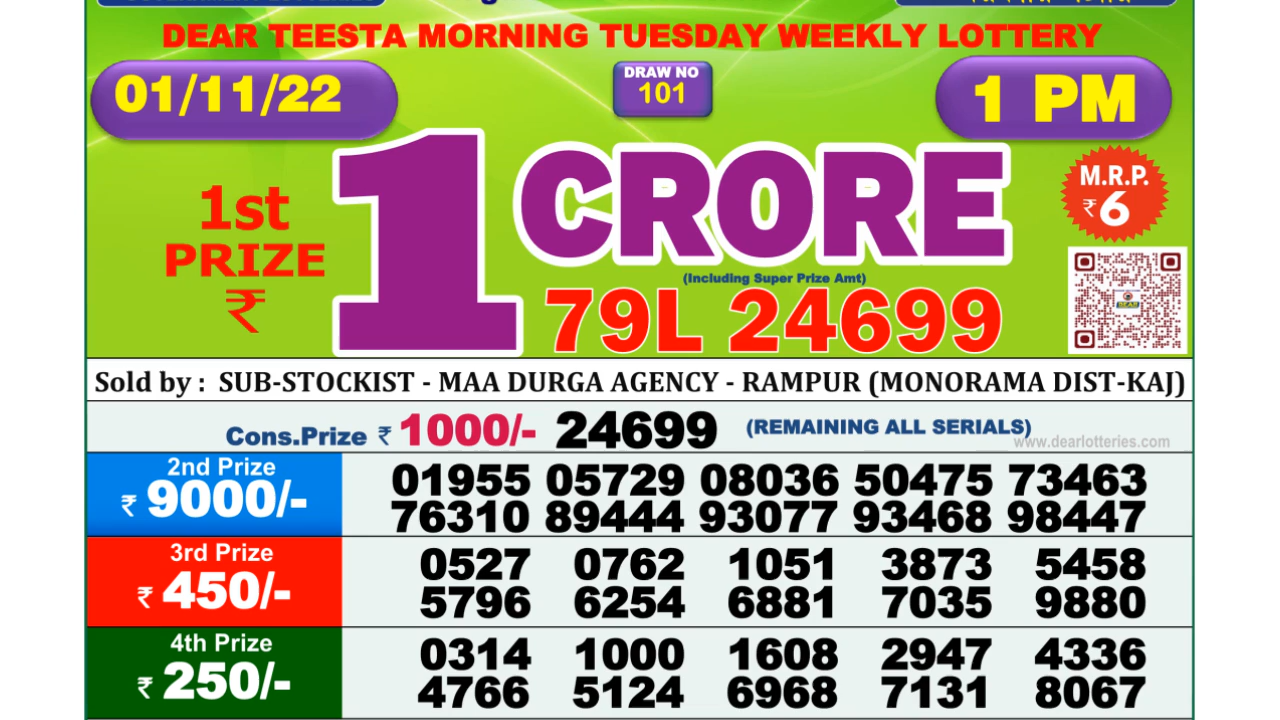 DEAR TEESTA MORNING TUESDAY WEEKLY LOTTERY
01/11/22
DRAW NO
101
1 PM
1st
PRIZE
₹
1 CRORE
M.R.P.
₹6
(Including Super Prize Amt)
79L 24699
DEAR
Sold by : SUB-STOCKIST - MAA DURGA AGENCY - RAMPUR (MONORAMA DIST-KAJ)
Cons.Prize ₹ 1000/- 24699 (REMAINING ALL SERIALS)
www.dearlotteries.com
2nd Prize
₹ 9000/-
01955 05729 08036 50475 73463
76310 89444 93077 93468 98447
3rd Prize
₹ 450/-
0527 0762 1051 3873 5458
5796 6254 6881 7035 9880
4th Prize
₹ 250/-
0314 1000 1608 2947 4336
4766 5124 6968 7131 8067